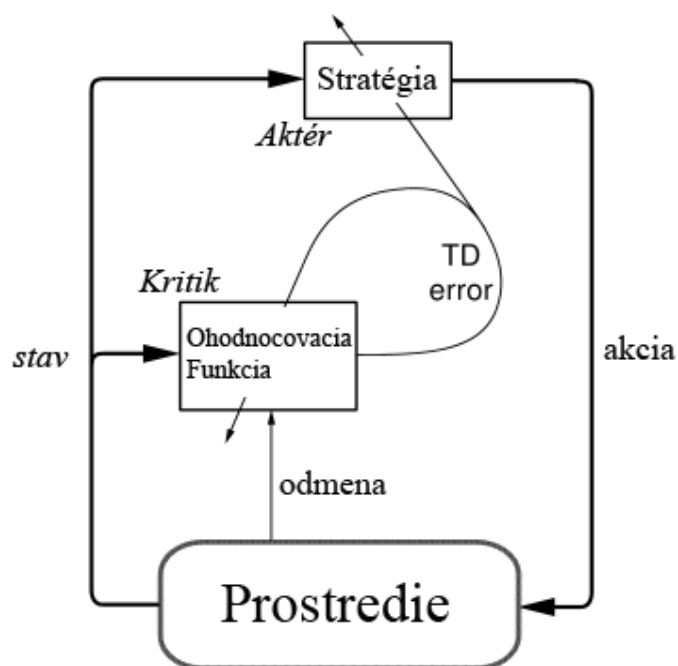 Stratégia
Aktér
TD
error
Kritik
Ohodnocovacia
Funkcia
stav
akcia
odmena
Prostredie